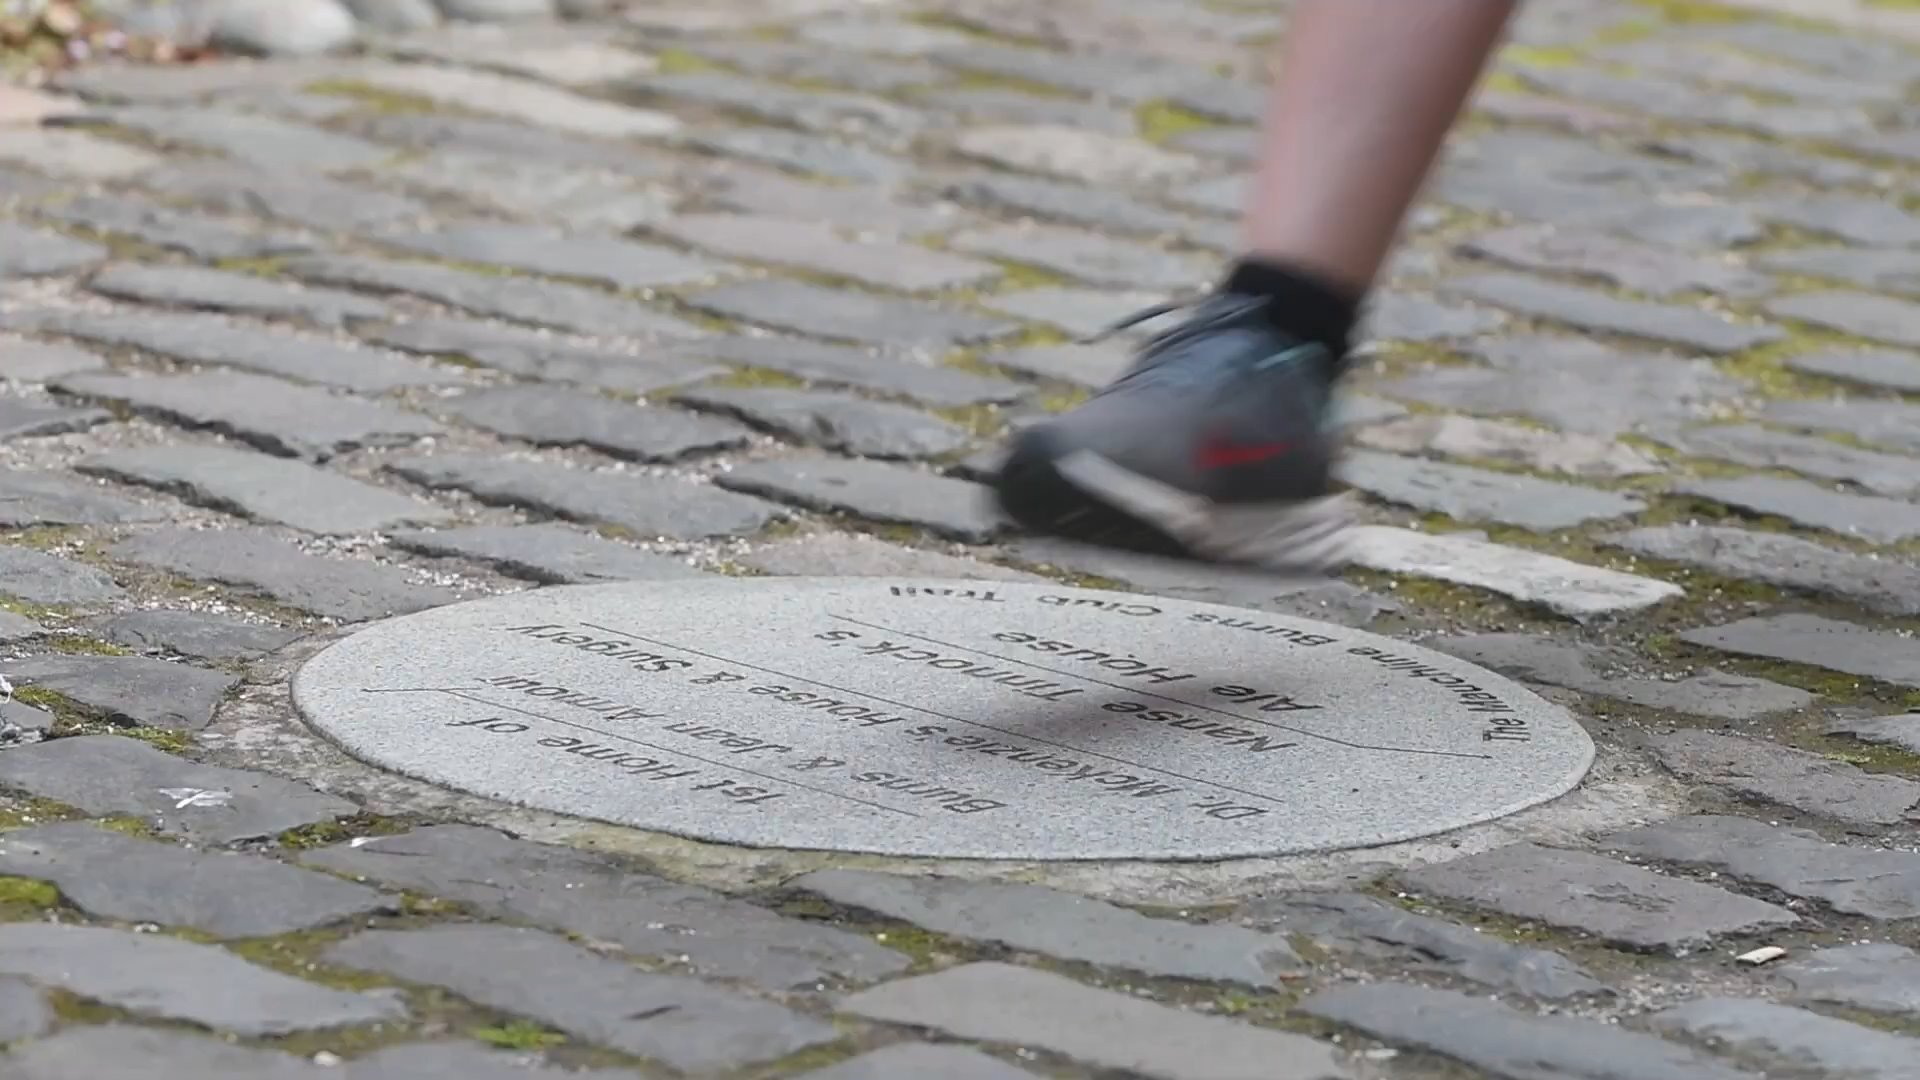 The Mauchline Burns Club Trail
Ale House
Nanse Tinnock's
Dr. Mckenzie's House & Surgery
Burns & Jean Armour
1st Home of